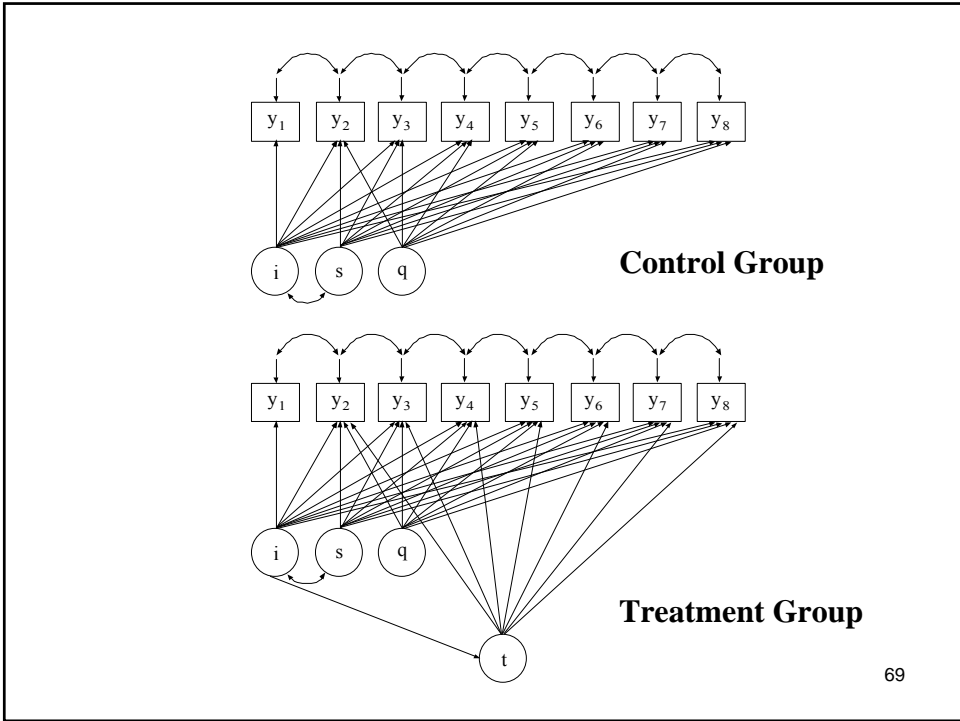 y₁ y₂ y₃ y₄ y₅ y₆ y₇ y₈
i s q
Control Group
y₁ y₂ y₃ y₄ y₅ y₆ y₇ y₈
i s q
Treatment Group
t
69